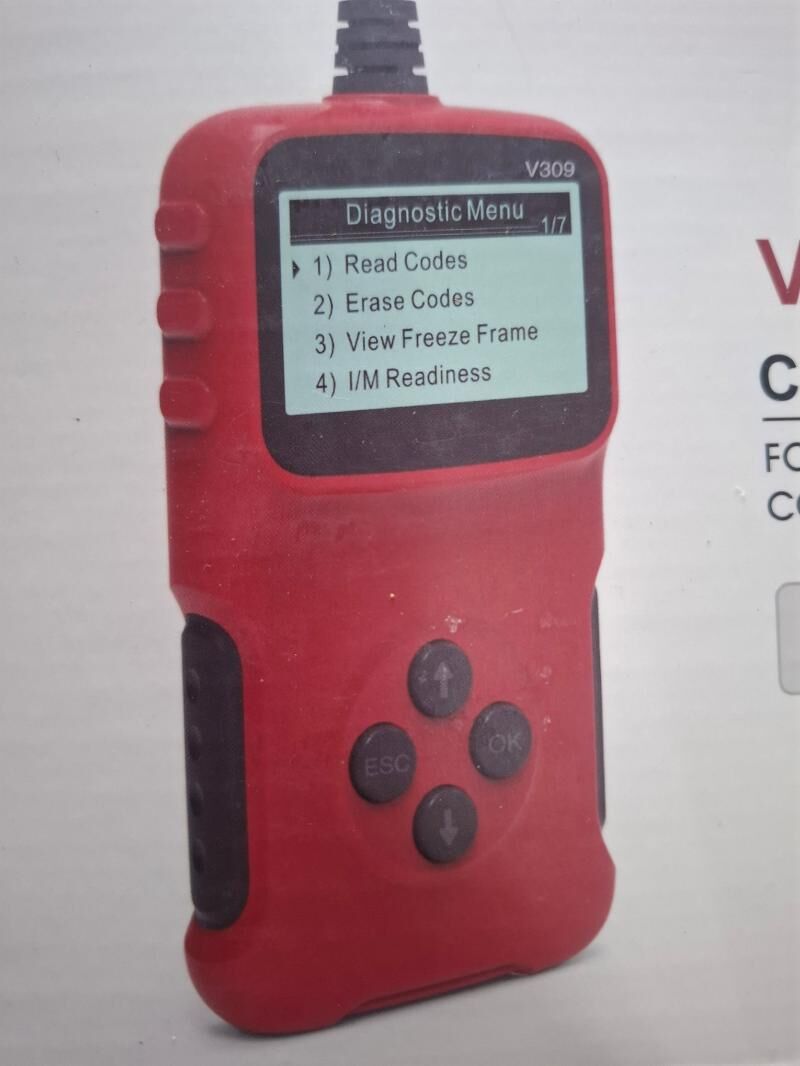 V309
Diagnostic Menu 1/7
1) Read Codes
2) Erase Codes
3) View Freeze Frame
4) I/M Readiness
ESC
OK